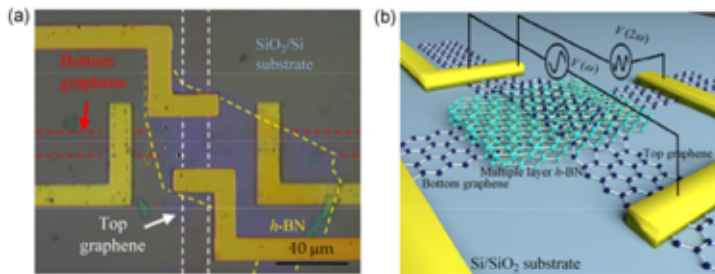 (a)
SiO₂/Si
substrate
Bottom
graphene
Top
graphene
h-BN
40 μm
(b)
V(2ω)
V(ω)
Top graphene
Multiple layer h-BN
Bottom graphene
Si/SiO₂ substrate